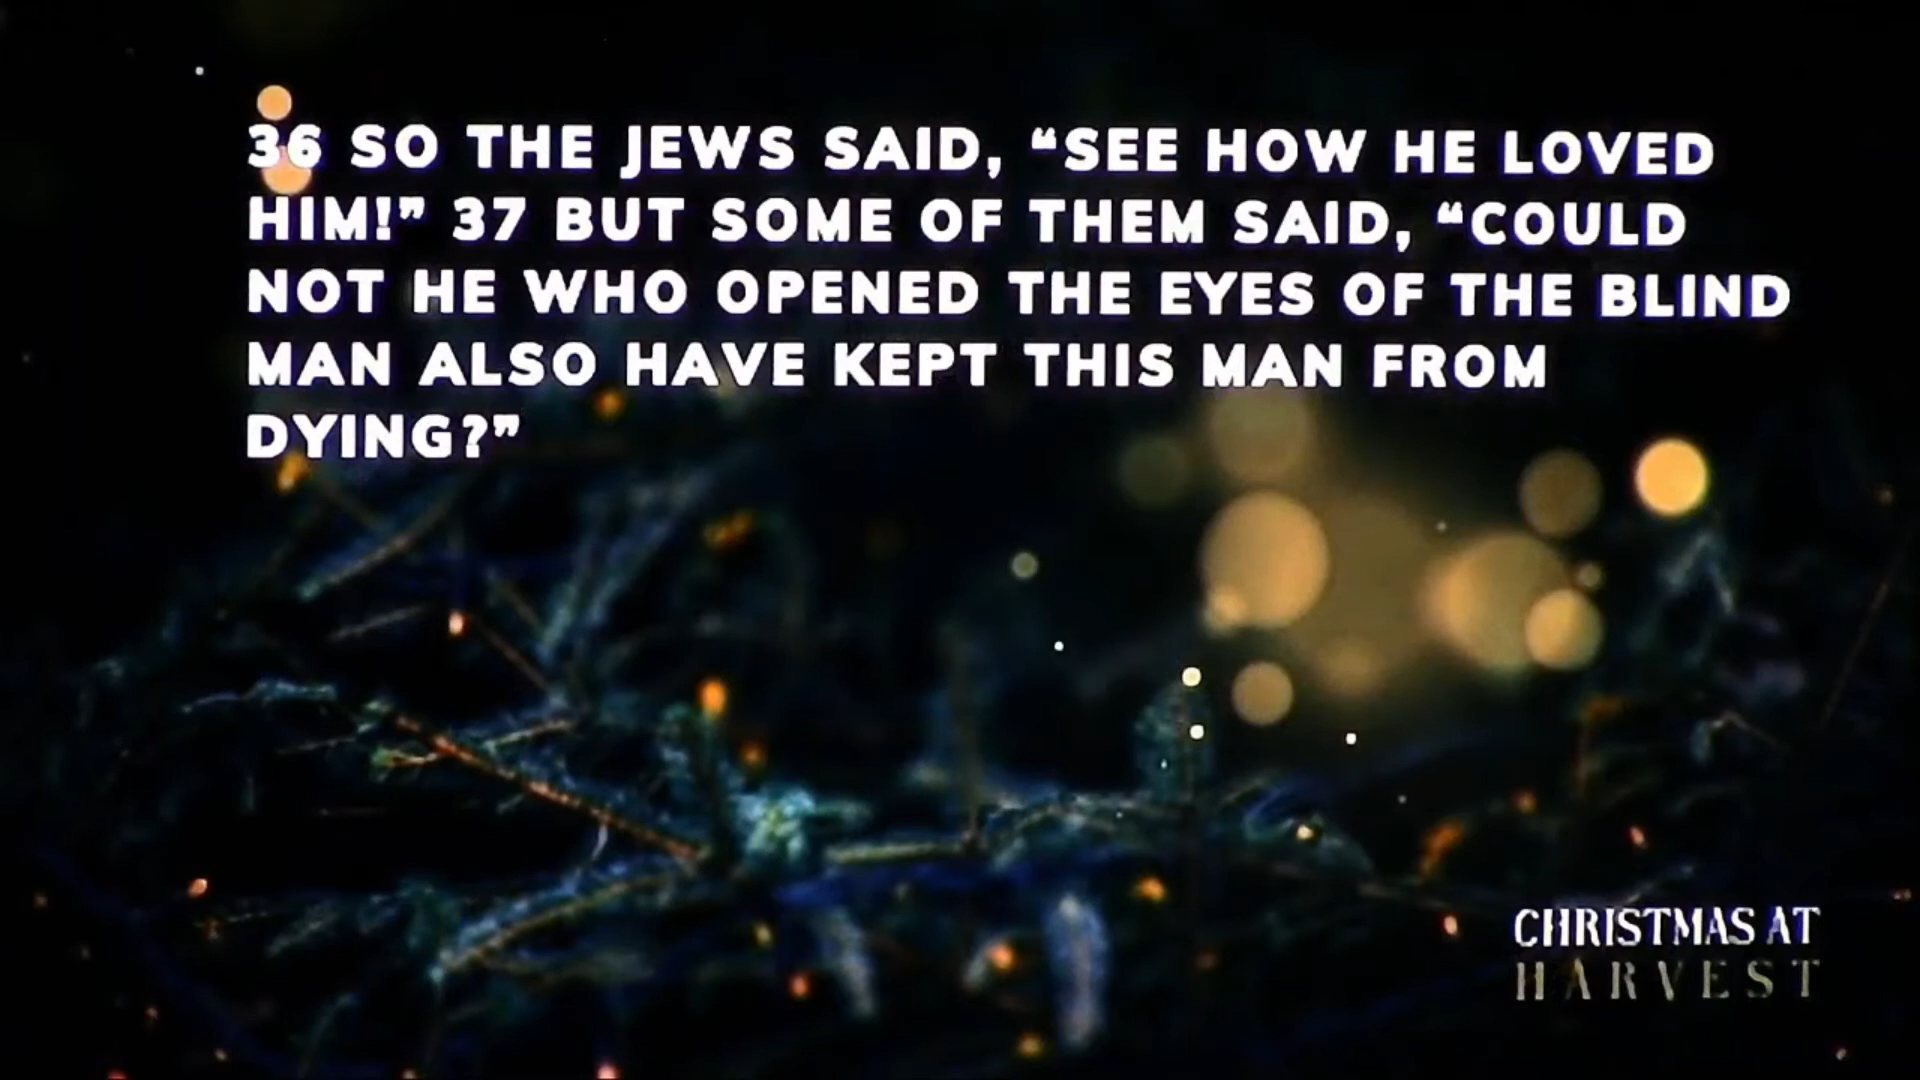 36 SO THE JEWS SAID, “SEE HOW HE LOVED
HIM!” 37 BUT SOME OF THEM SAID, “COULD
NOT HE WHO OPENED THE EYES OF THE BLIND
MAN ALSO HAVE KEPT THIS MAN FROM
DYING?”
CHRISTMAS AT
HARVEST